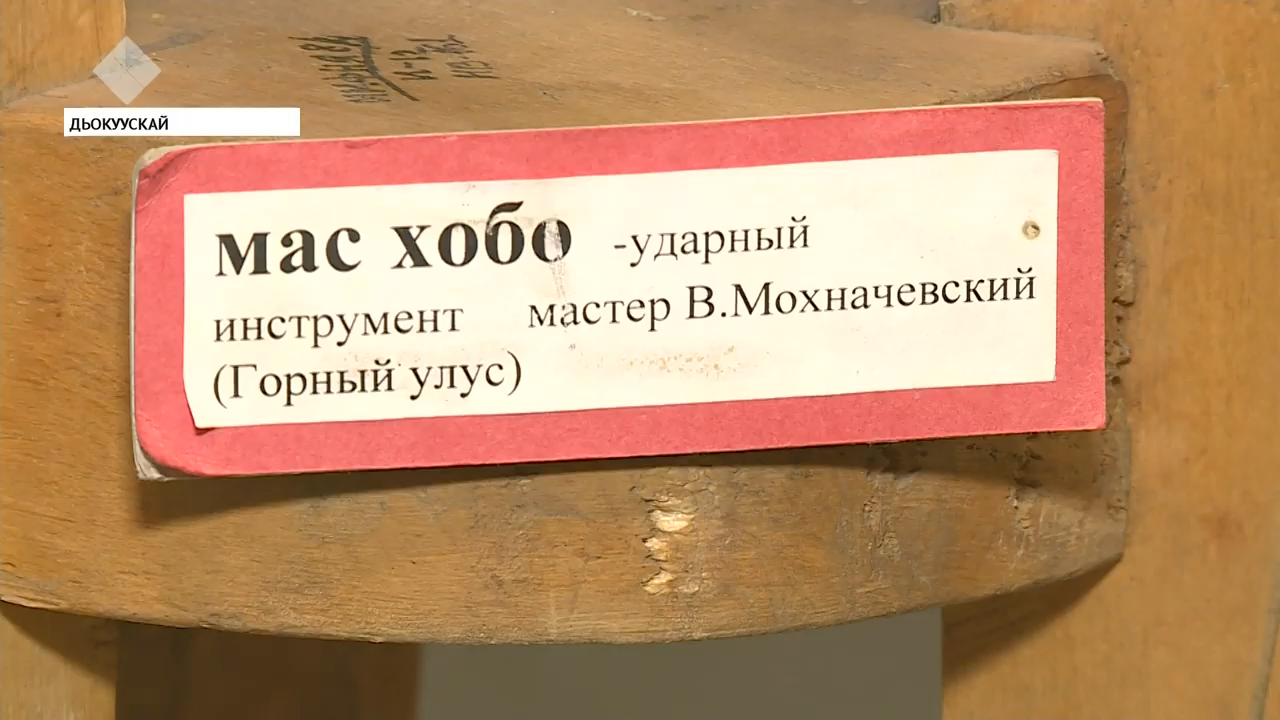 ДЬОКУУСКАЙ
мас хобо -ударный
инструмент мастер В.Мохначевский
(Горный улус)